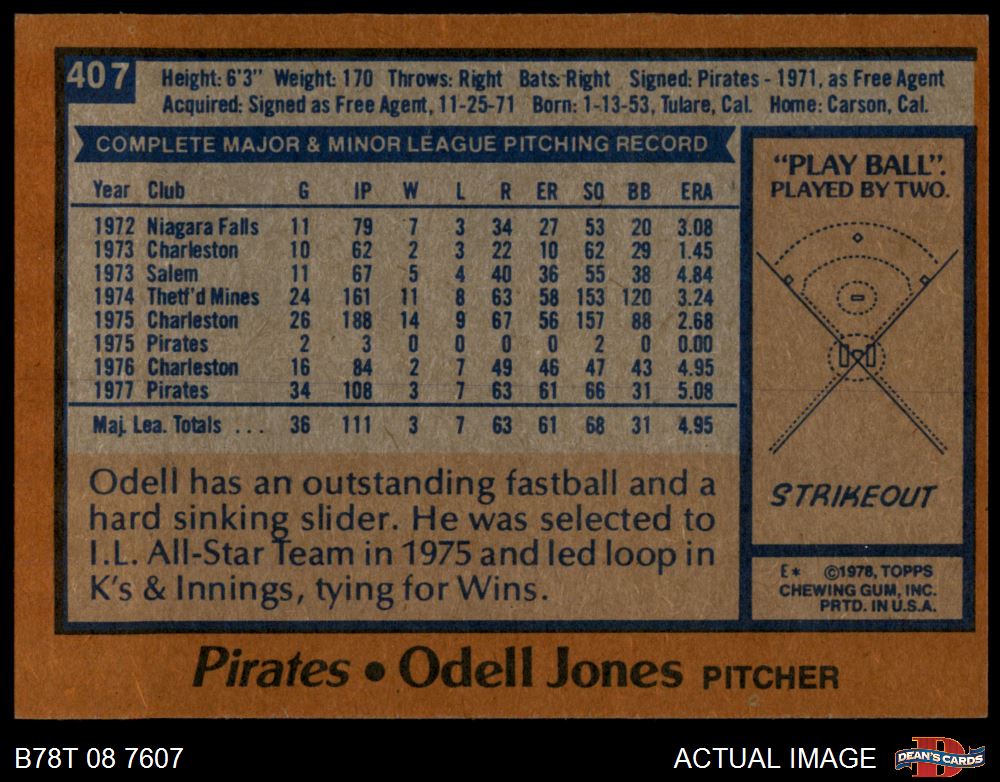 407
Height: 6'3" Weight: 170 Throws: Right Bats: Right Signed: Pirates - 1971, as Free Agent
Acquired: Signed as Free Agent, 11-25-71 Born: 1-13-53, Tulare, Cal. Home: Carson, Cal.
COMPLETE MAJOR & MINOR LEAGUE PITCHING RECORD
Year Club G IP W L R ER SO BB ERA
1972 Niagara Falls 11 79 7 3 34 27 53 20 3.08
1973 Charleston 10 62 2 3 22 10 62 29 1.45
1973 Salem 11 67 5 4 40 36 55 38 4.84
1974 Thetf'd Mines 24 161 11 8 63 58 153 120 3.24
1975 Charleston 26 188 14 9 67 56 157 88 2.68
1975 Pirates 2 3 0 0 0 0 2 0 0.00
1976 Charleston 16 84 2 7 49 46 47 43 4.95
1977 Pirates 34 108 3 7 63 61 66 31 5.08
Maj. Lea. Totals ... 36 111 3 7 63 61 68 31 4.95
Odell has an outstanding fastball and a
hard sinking slider. He was selected to
I.L. All-Star Team in 1975 and led loop in
K's & Innings, tying for Wins.
"PLAY BALL".
PLAYED BY TWO.
STRIKEOUT
E* ©1978, TOPPS
CHEWING GUM, INC.
PRTD. IN U.S.A.
Pirates • Odell Jones PITCHER
B78T 08 7607
ACTUAL IMAGE
D
DEAN'S CARDS